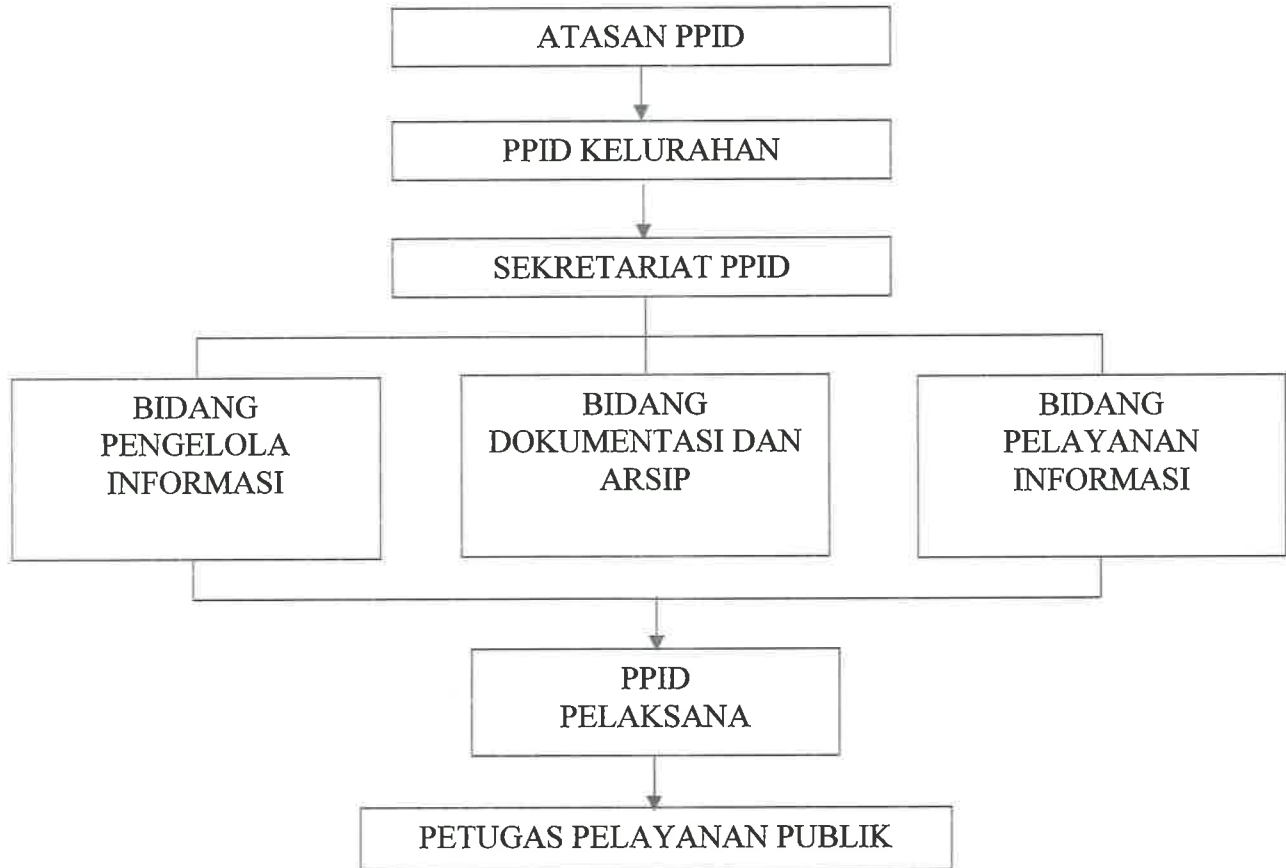 ATASAN PPID
PPID KELURAHAN
SEKRETARIAT PPID
BIDANG
PENGELOLA
INFORMASI
BIDANG
DOKUMENTASI DAN
ARSIP
BIDANG
PELAYANAN
INFORMASI
PPID
PELAKSANA
PETUGAS PELAYANAN PUBLIK